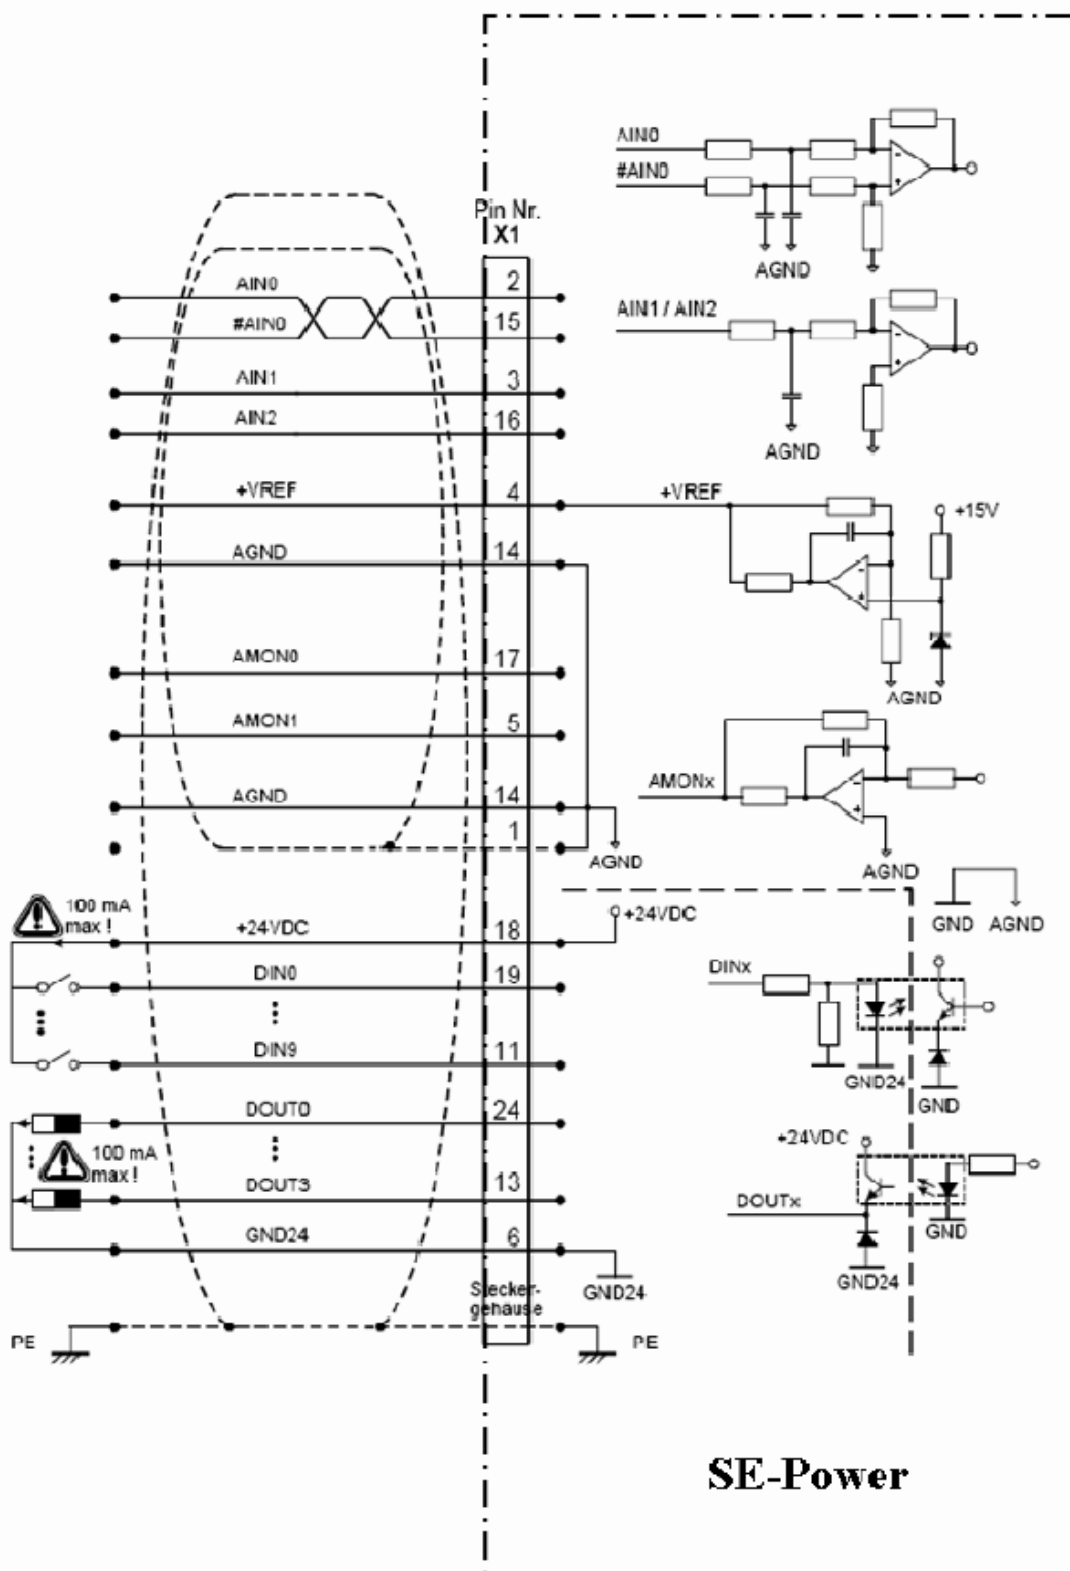 AIN0
#AIN0
AGND
Pin Nr.
X1
AIN0
2
#AIN0
15
AIN1 / AIN2
AIN1
3
AIN2
16
AGND
+VREF
4
+VREF
+15V
AGND
14
AGND
AMON0
17
AMON1
5
AMONx
AGND
14
1
AGND
AGND
100 mA
max !
+24VDC
18
+24VDC
GND
AGND
DIN0
19
DINx
DIN9
11
GND24
GND
DOUT0
24
+24VDC
100 mA
max !
DOUT3
13
DOUTx
GND
GND24
6
GND24
GND24
Stecker-
gehäuse
PE
PE
SE-Power